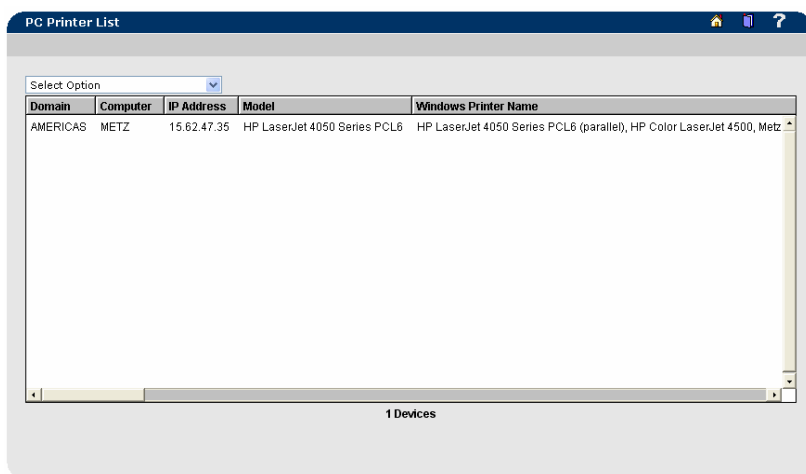 PC Printer List
?
Select Option
Domain Computer IP Address Model Windows Printer Name
AMERICAS METZ 15.62.47.35 HP LaserJet 4050 Series PCL6 HP LaserJet 4050 Series PCL6 (parallel), HP Color LaserJet 4500, Metz
1 Devices